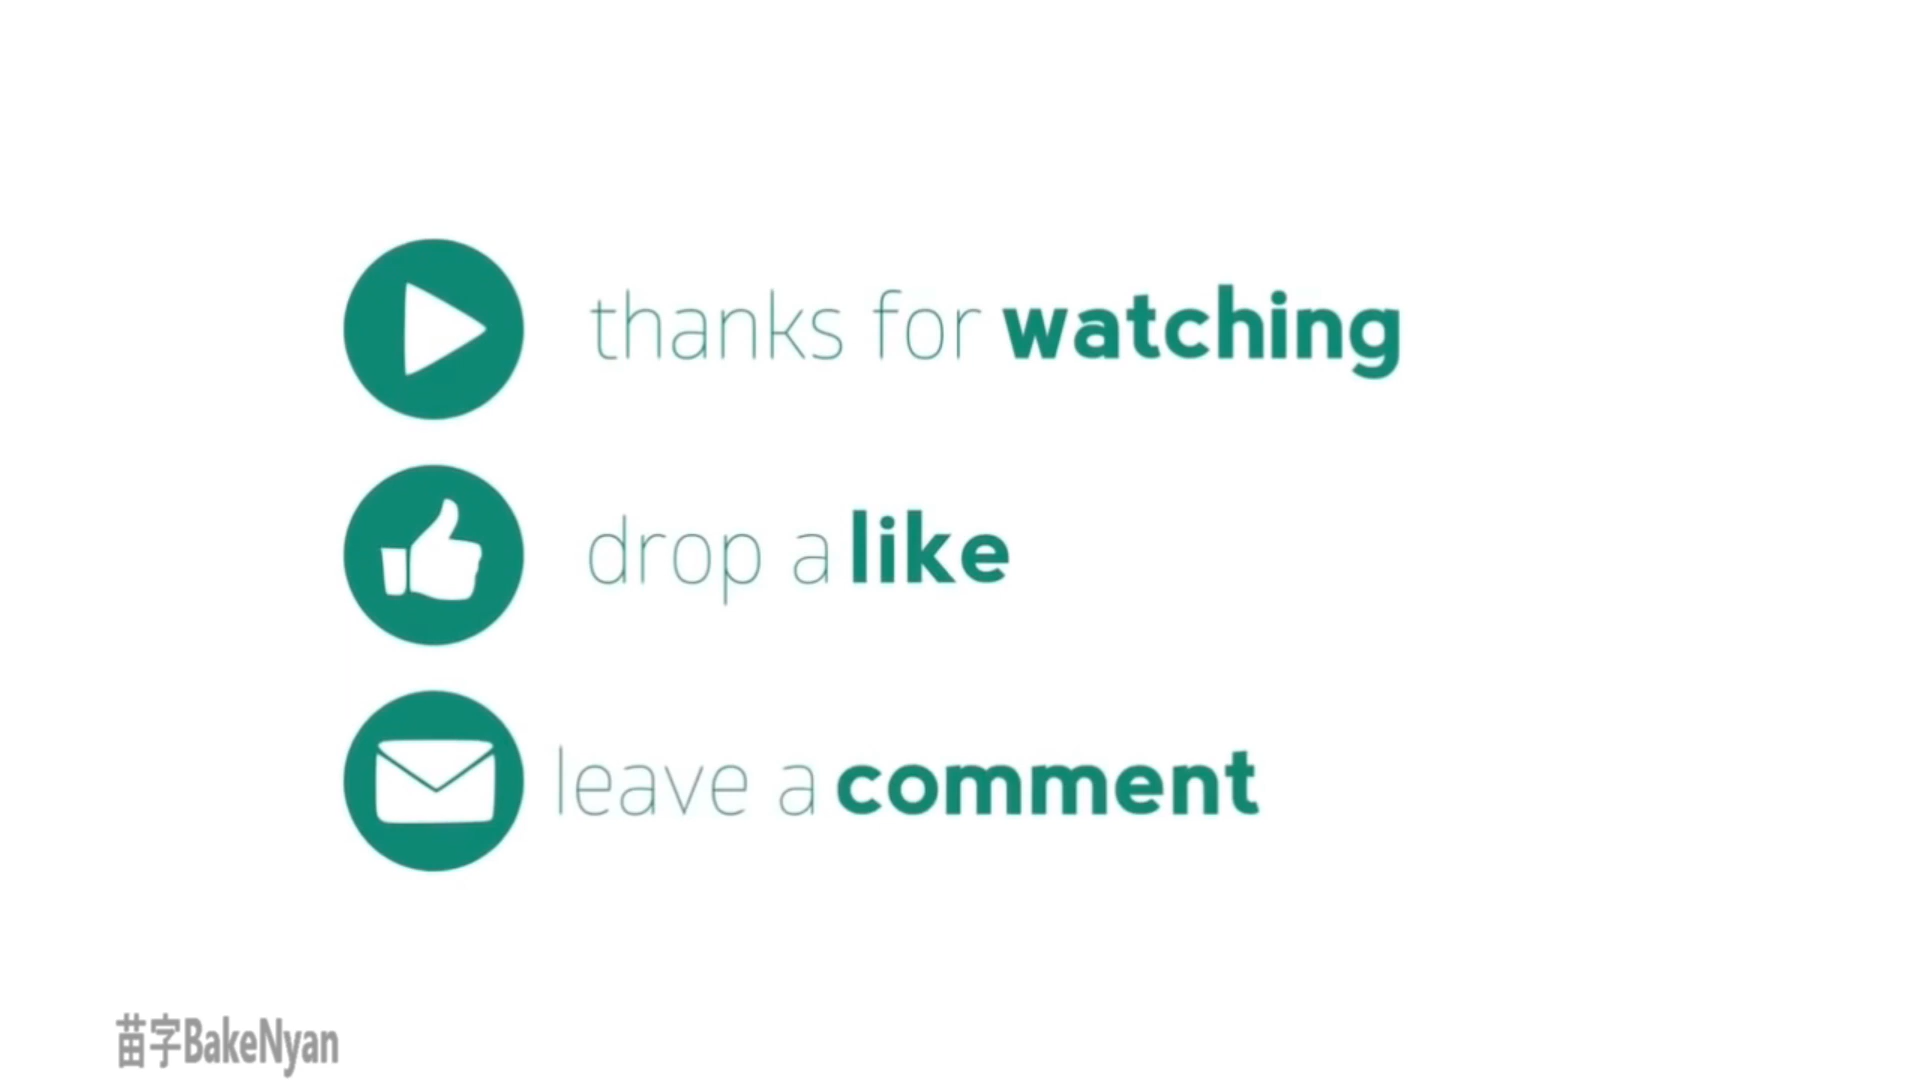 thanks for watching
drop a like
leave a comment
苗字BakeNyan